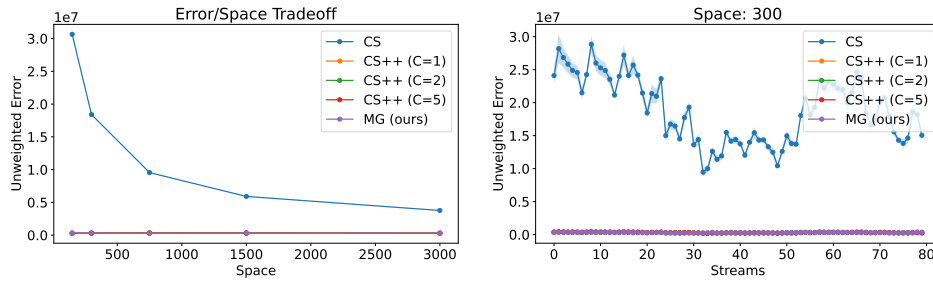 Error/Space Tradeoff
1e7
Unweighted Error
3.0
2.5
2.0
1.5
1.0
0.5
0.0
500
1000
1500
2000
2500
3000
Space
CS
CS++ (C=1)
CS++ (C=2)
CS++ (C=5)
MG (ours)
Space: 300
1e7
Unweighted Error
3.0
2.5
2.0
1.5
1.0
0.5
0.0
0
10
20
30
40
50
60
70
80
Streams
CS
CS++ (C=1)
CS++ (C=2)
CS++ (C=5)
MG (ours)